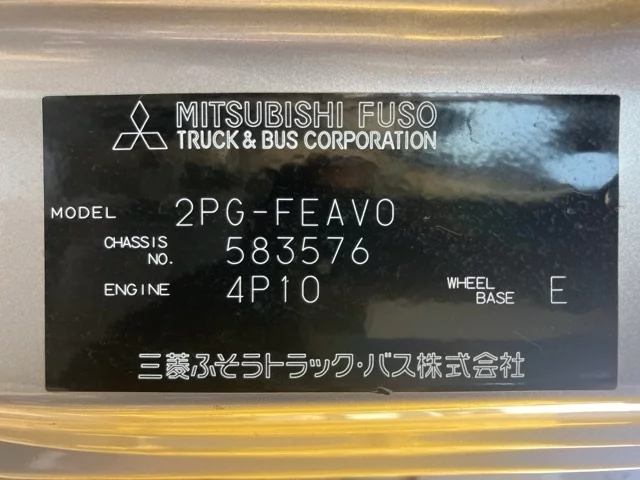 MITSUBISHI FUSO
TRUCK & BUS CORPORATION
MODEL 2PG-FEAV0
CHASSIS NO. 583576
ENGINE 4P10 WHEEL BASE E
三菱ふそうトラック・バス株式会社